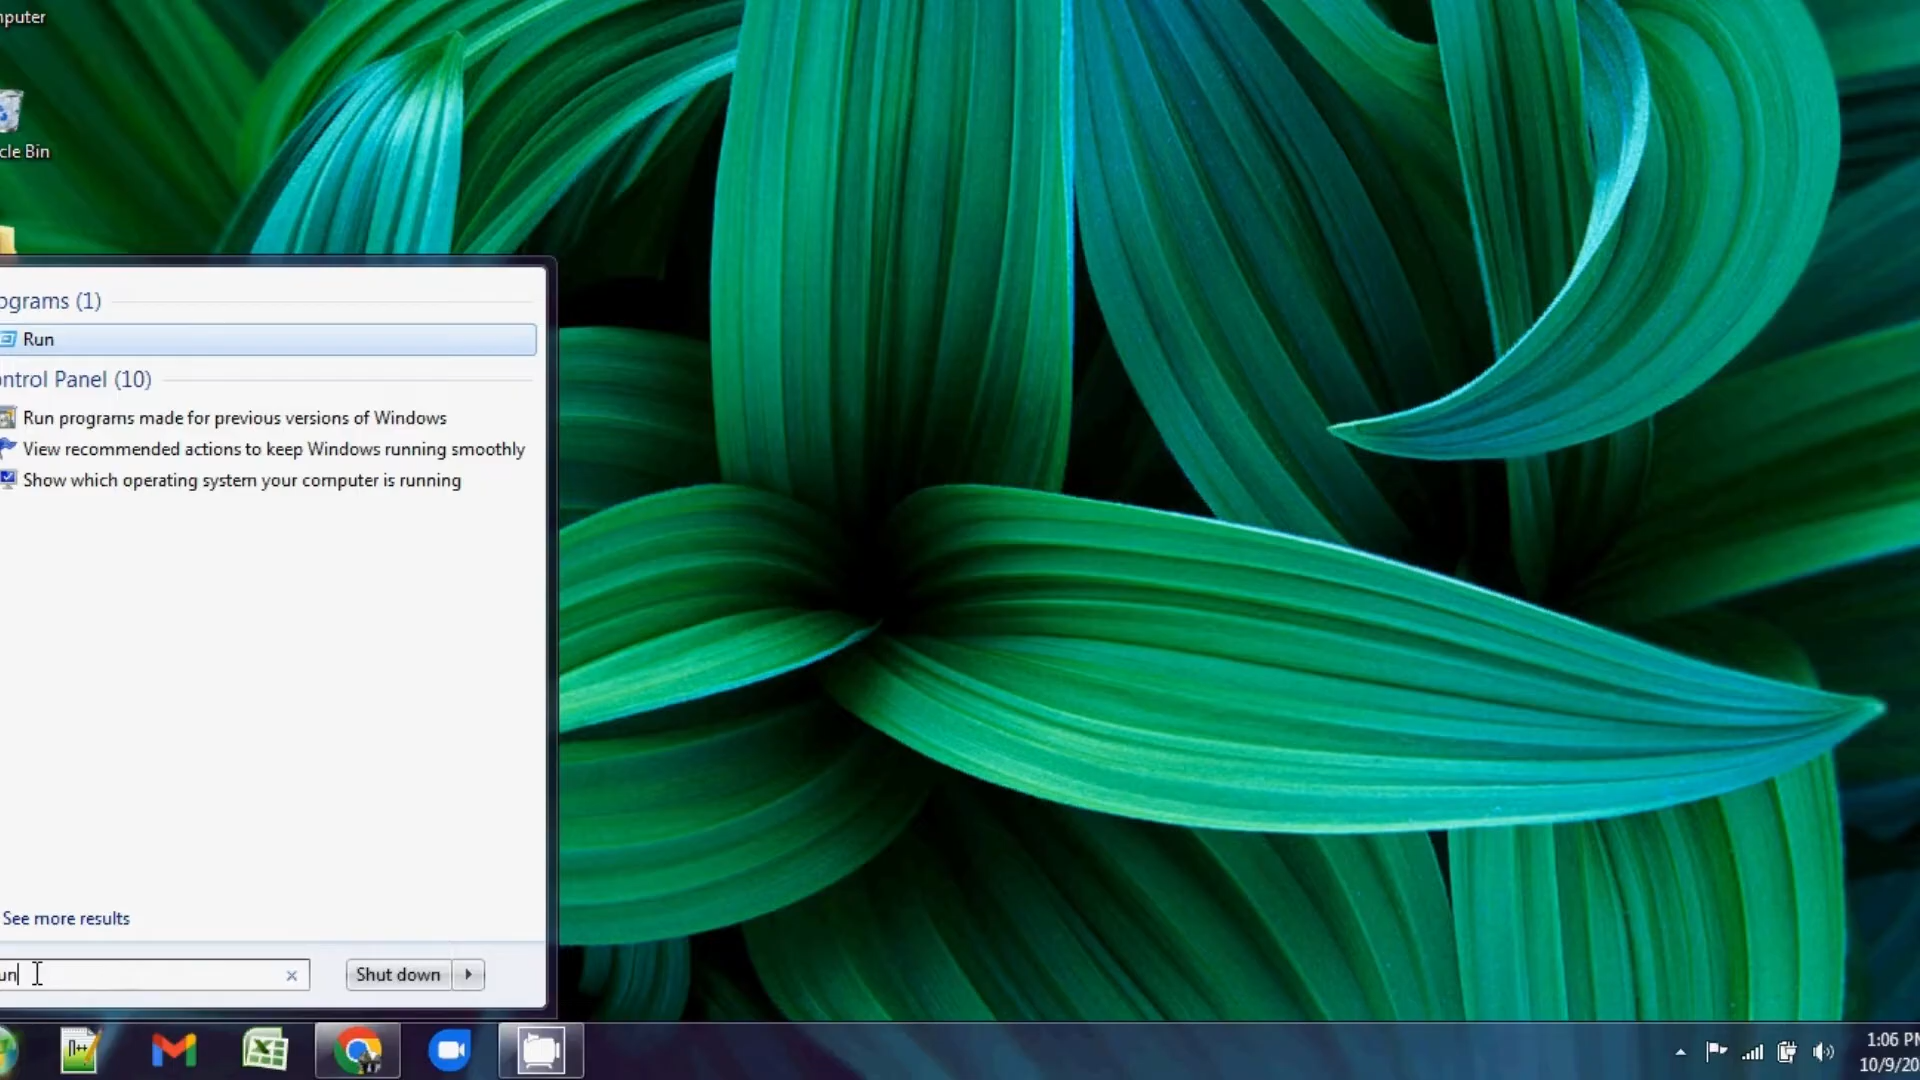 mputer
cle Bin
ograms (1)
Run
ontrol Panel (10)
Run programs made for previous versions of Windows
View recommended actions to keep Windows running smoothly
Show which operating system your computer is running
See more results
un
Shut down
n++
1:06 PM
10/9/20